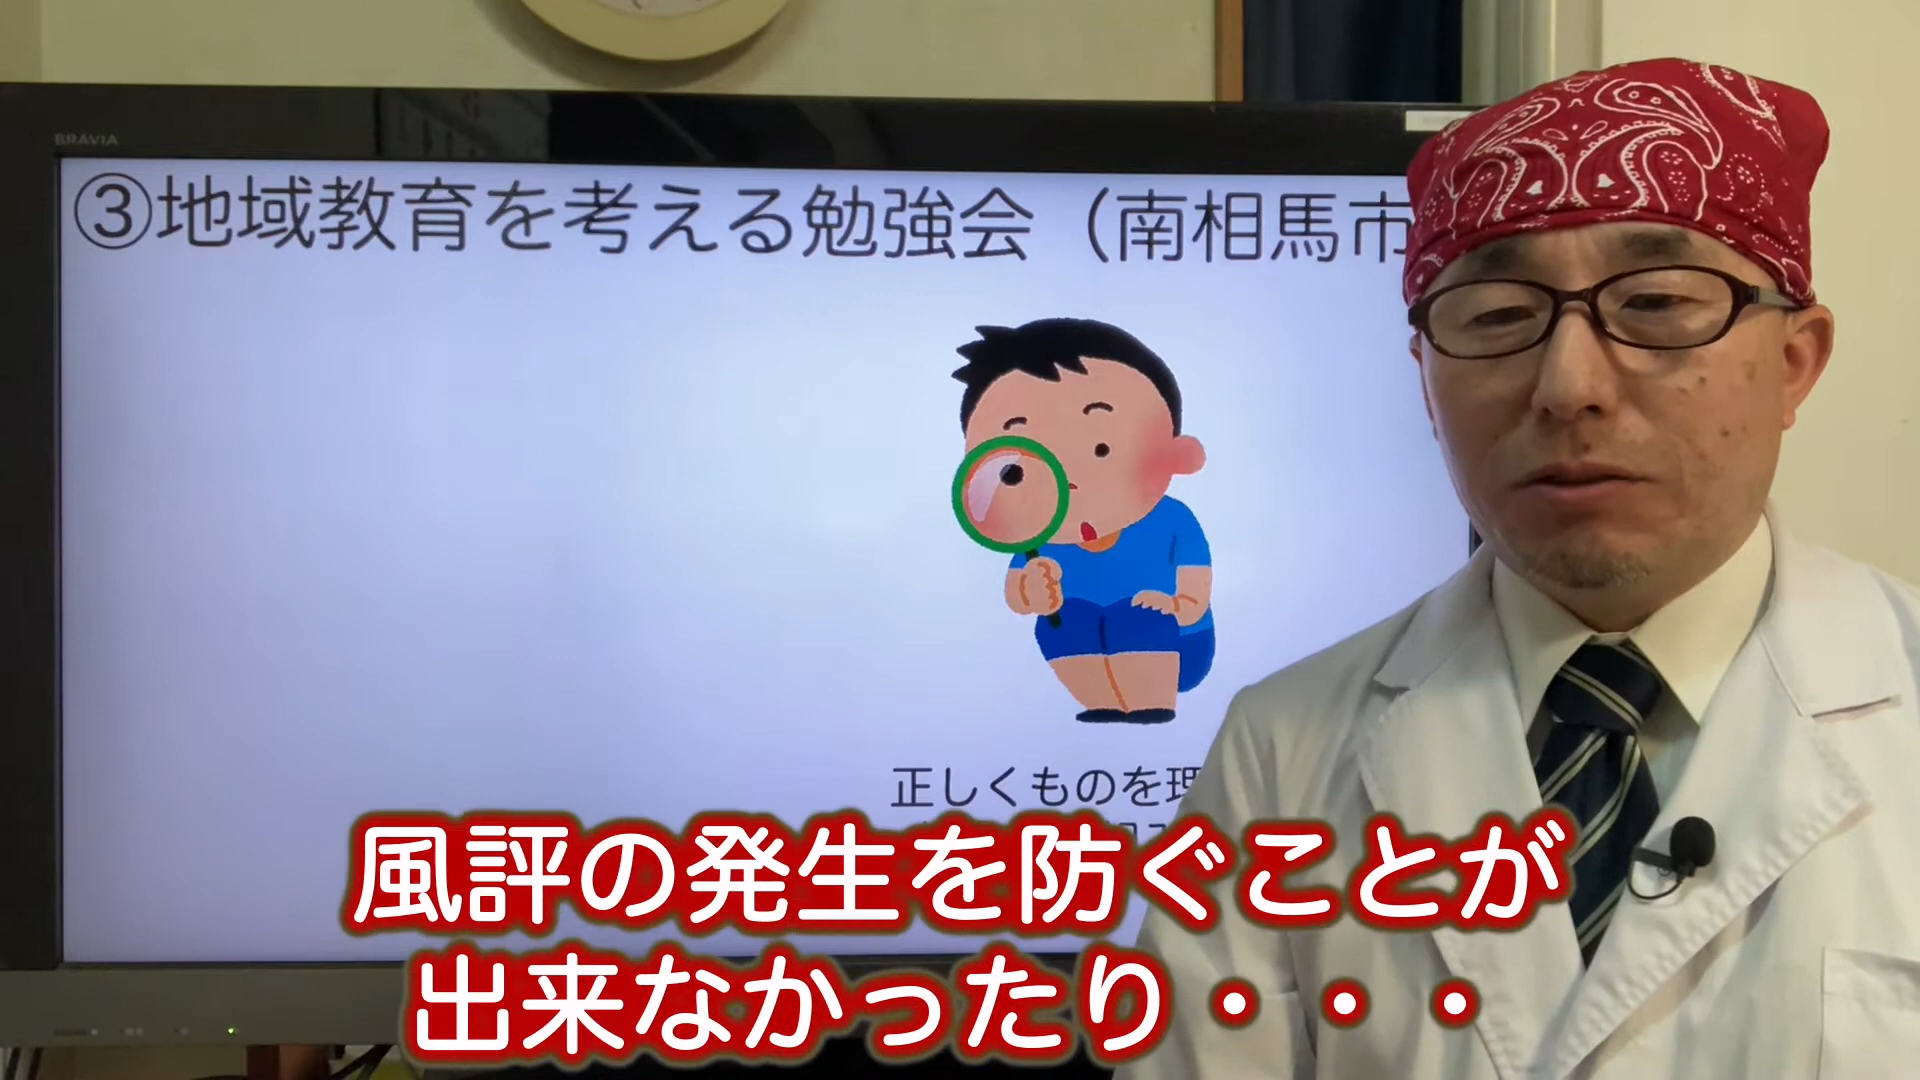 BRAVIA
③地域教育を考える勉強会（南相馬市
正しくものを理
風評の発生を防ぐことが
出来なかったり・・・